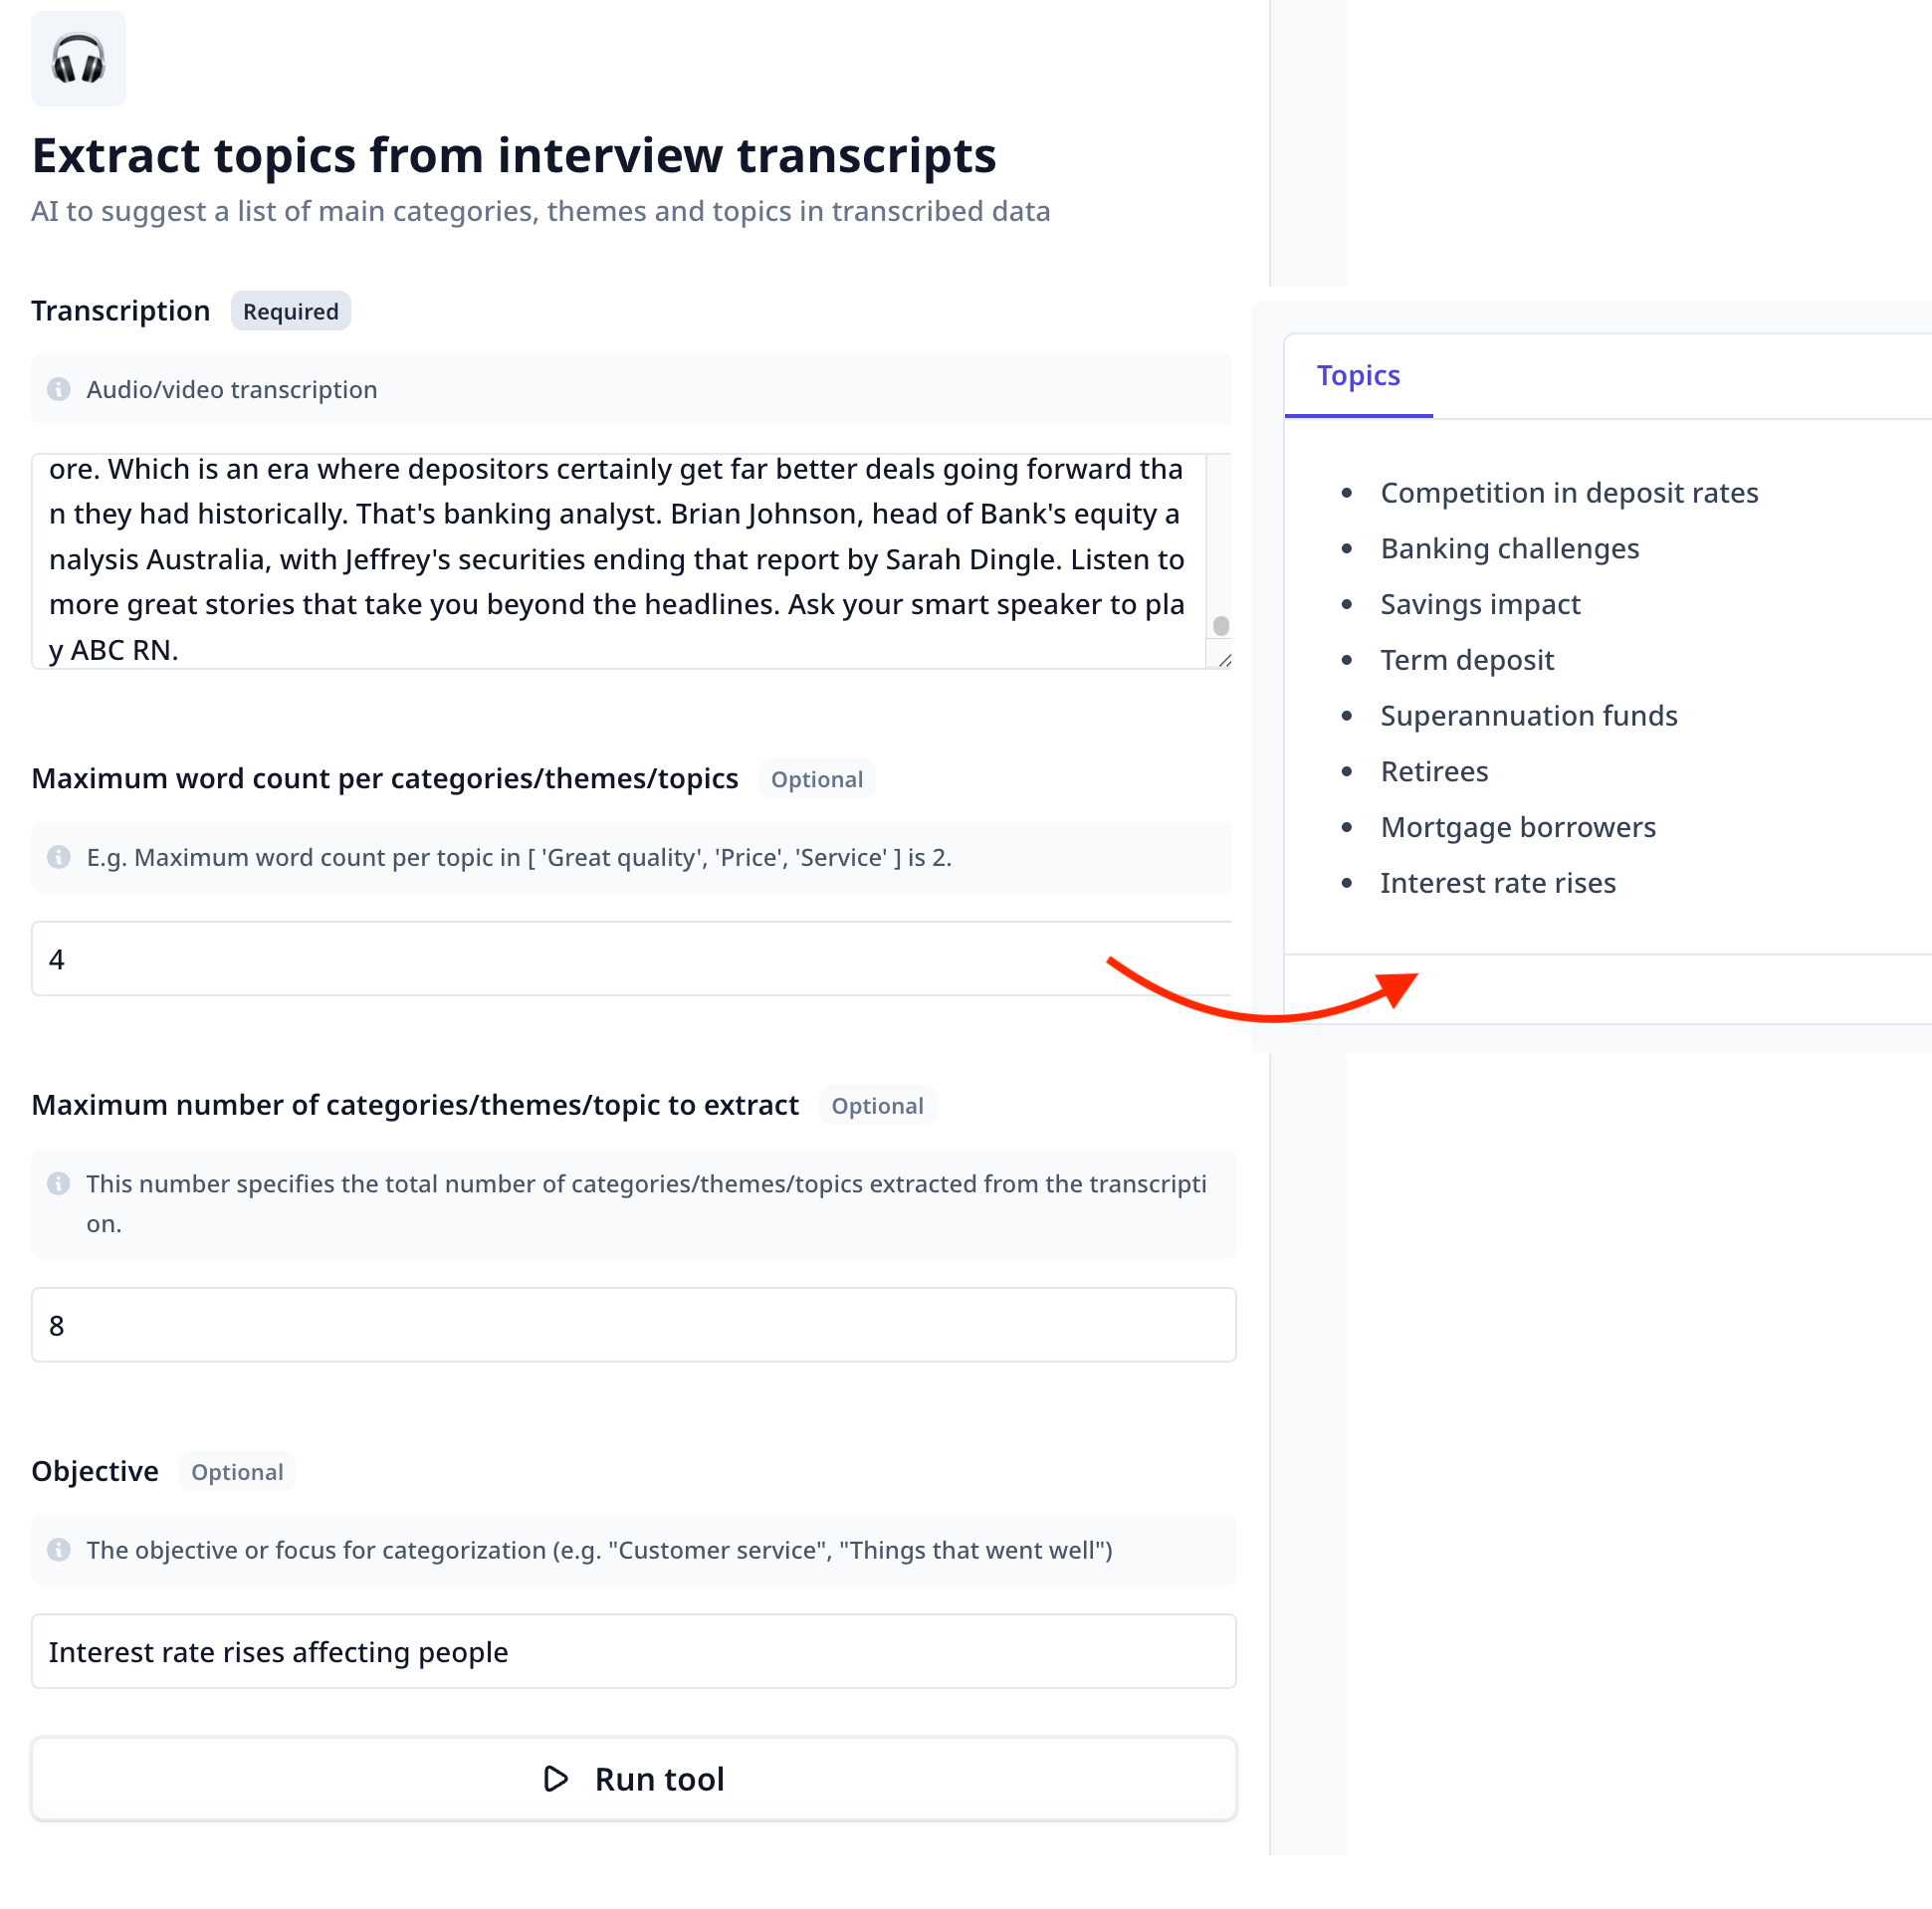 Extract topics from interview transcripts
AI to suggest a list of main categories, themes and topics in transcribed data
Transcription Required
Audio/video transcription
ore. Which is an era where depositors certainly get far better deals going forward tha
n they had historically. That's banking analyst. Brian Johnson, head of Bank's equity a
nalysis Australia, with Jeffrey's securities ending that report by Sarah Dingle. Listen to
more great stories that take you beyond the headlines. Ask your smart speaker to pla
y ABC RN.
Maximum word count per categories/themes/topics Optional
E.g. Maximum word count per topic in [ 'Great quality', 'Price', 'Service' ] is 2.
4
Maximum number of categories/themes/topic to extract Optional
This number specifies the total number of categories/themes/topics extracted from the transcripti
on.
8
Objective Optional
The objective or focus for categorization (e.g. "Customer service", "Things that went well")
Interest rate rises affecting people
Run tool
Topics
Competition in deposit rates
Banking challenges
Savings impact
Term deposit
Superannuation funds
Retirees
Mortgage borrowers
Interest rate rises